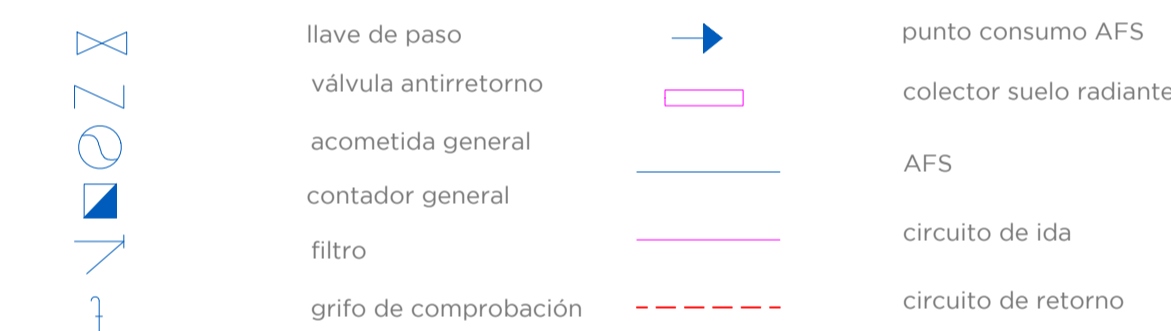 llave de paso
válvula antirretorno
acometida general
contador general
filtro
grifo de comprobación
punto consumo AFS
colector suelo radiante
AFS
circuito de ida
circuito de retorno